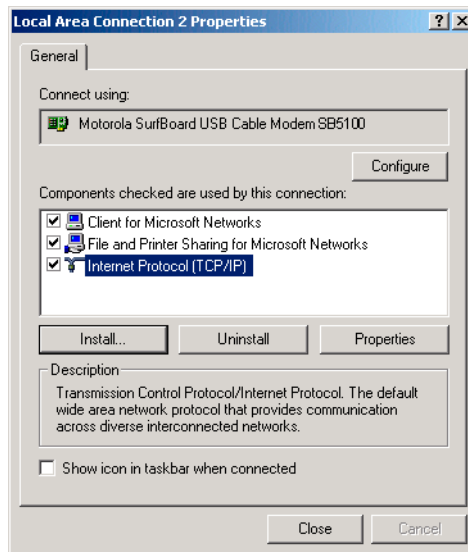 Local Area Connection 2 Properties
General
Connect using:
Motorola SurfBoard USB Cable Modem SB5100
Configure
Components checked are used by this connection:
Client for Microsoft Networks
File and Printer Sharing for Microsoft Networks
Internet Protocol (TCP/IP)
Install... Uninstall Properties
Description
Transmission Control Protocol/Internet Protocol. The default
wide area network protocol that provides communication
across diverse interconnected networks.
Show icon in taskbar when connected
Close Cancel